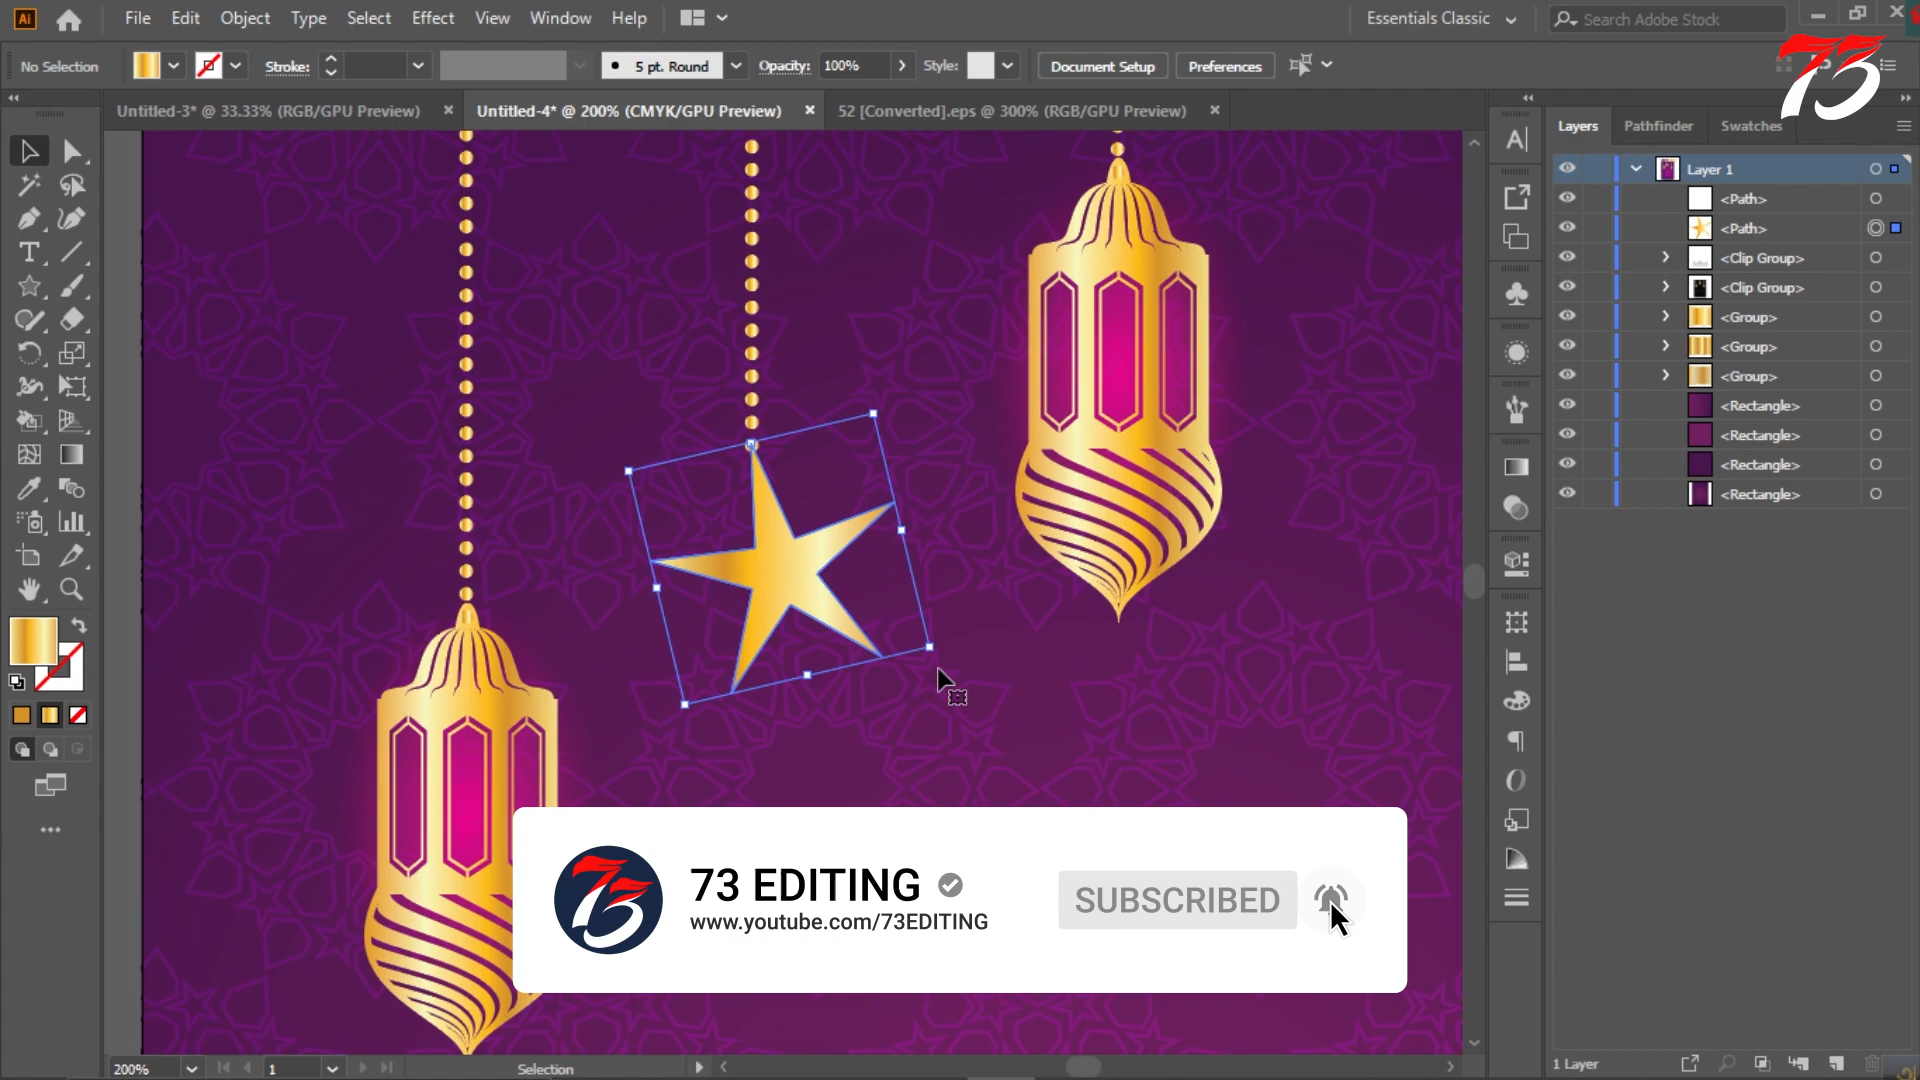 Ai
File Edit Object Type Select Effect View Window Help
Essentials Classic
Search Adobe Stock
No Selection
Stroke:
5 pt. Round
Opacity: 100%
Style:
Document Setup
Preferences
73
Untitled-3* @ 33.33% (RGB/GPU Preview)
Untitled-4* @ 200% (CMYK/GPU Preview)
52 [Converted].eps @ 300% (RGB/GPU Preview)
Layers Pathfinder Swatches
Layer 1
<Path>
<Path>
<Clip Group>
<Clip Group>
<Group>
<Group>
<Group>
<Rectangle>
<Rectangle>
<Rectangle>
<Rectangle>
73
73 EDITING
www.youtube.com/73EDITING
SUBSCRIBED
200%
1
Selection
1 Layer